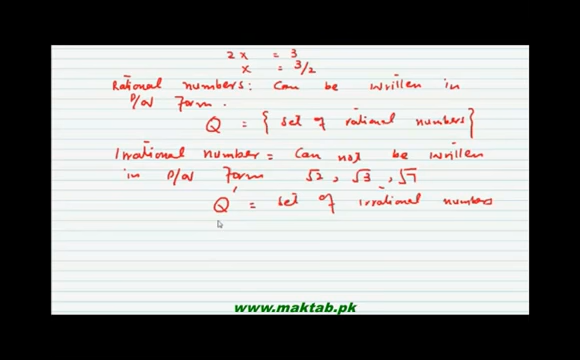 2x = 3
x = 3/2
Rational numbers: Can be written in
P/q Form.
Q = { set of rational numbers }
Irrational number = Can not be written
in P/q Form √2, √3, √7
Q' = set of irrational numbers
www.maktab.pk